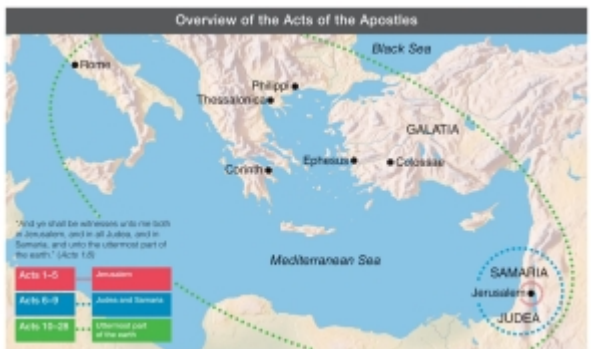 Overview of the Acts of the Apostles
Black Sea
Rome
Philippi
Thessalonica
GALATIA
Corinth
Ephesus
Colossae
"And ye shall be witnesses unto me both
in Jerusalem, and in all Judea, and in
Samaria, and unto the uttermost part of
the earth." (Acts 1:8)
Mediterranean Sea
Acts 1–5
Jerusalem
SAMARIA
Acts 6–9
Judea and Samaria
Jerusalem
Acts 10–28
Uttermost part
of the earth
JUDEA